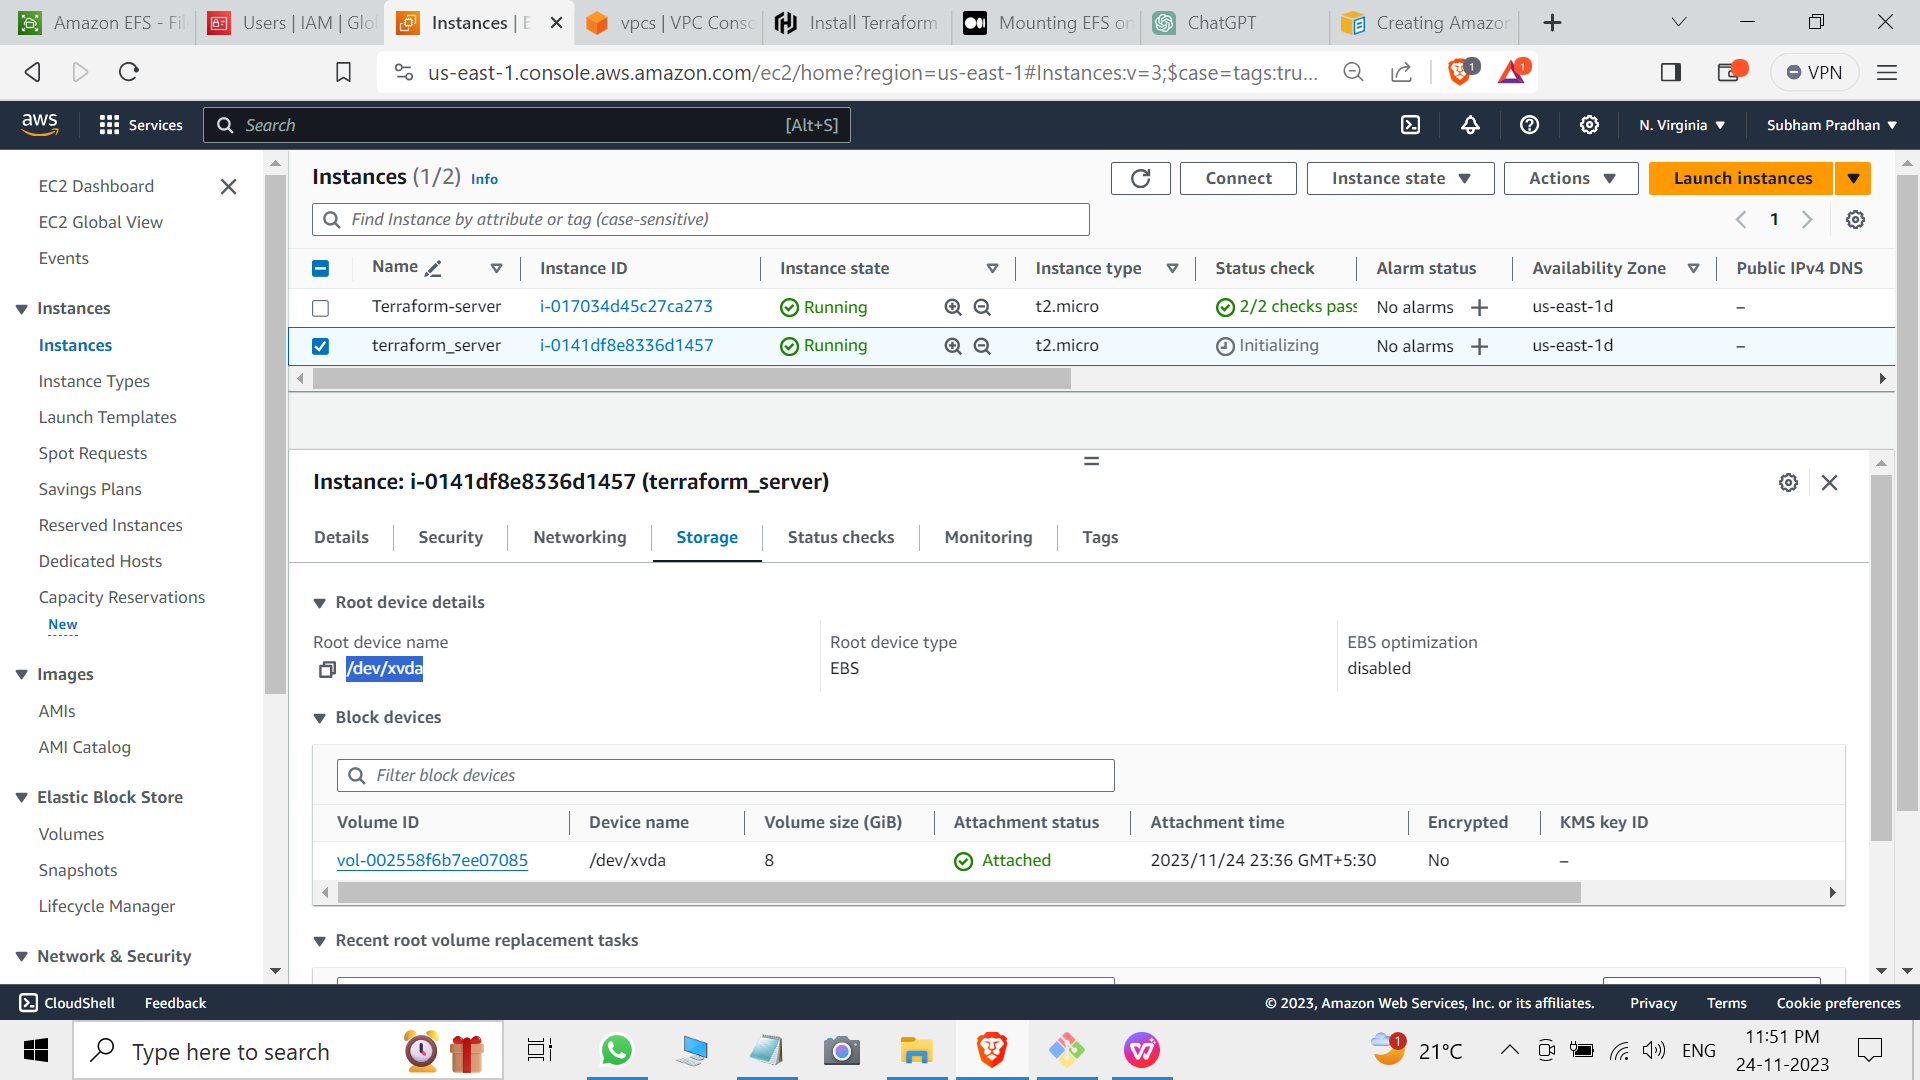 Amazon EFS - Fil
Users | IAM | Glo
Instances | E
vpcs | VPC Cons
Install Terraform
Mounting EFS on
ChatGPT
Creating Amazon
us-east-1.console.aws.amazon.com/ec2/home?region=us-east-1#Instances:v=3;$case=tags:tru...
1
1
VPN
aws
Services
Search
[Alt+S]
N. Virginia
Subham Pradhan
EC2 Dashboard
EC2 Global View
Events
Instances
Instances
Instance Types
Launch Templates
Spot Requests
Savings Plans
Reserved Instances
Dedicated Hosts
Capacity Reservations
New
Images
AMIs
AMI Catalog
Elastic Block Store
Volumes
Snapshots
Lifecycle Manager
Network & Security
Instances (1/2) Info
Connect
Instance state
Actions
Launch instances
Find Instance by attribute or tag (case-sensitive)
1
Name Instance ID Instance state Instance type Status check Alarm status Availability Zone Public IPv4 DNS
Terraform-server i-017034d45c27ca273 Running t2.micro 2/2 checks pass No alarms us-east-1d –
terraform_server i-0141df8e8336d1457 Running t2.micro Initializing No alarms us-east-1d –
Instance: i-0141df8e8336d1457 (terraform_server)
Details Security Networking Storage Status checks Monitoring Tags
Root device details
Root device name Root device type EBS optimization
/dev/xvda EBS disabled
Block devices
Filter block devices
Volume ID Device name Volume size (GiB) Attachment status Attachment time Encrypted KMS key ID
vol-002558f6b7ee07085 /dev/xvda 8 Attached 2023/11/24 23:36 GMT+5:30 No –
Recent root volume replacement tasks
CloudShell Feedback © 2023, Amazon Web Services, Inc. or its affiliates. Privacy Terms Cookie preferences
Type here to search
1
21°C
ENG
11:51 PM
24-11-2023